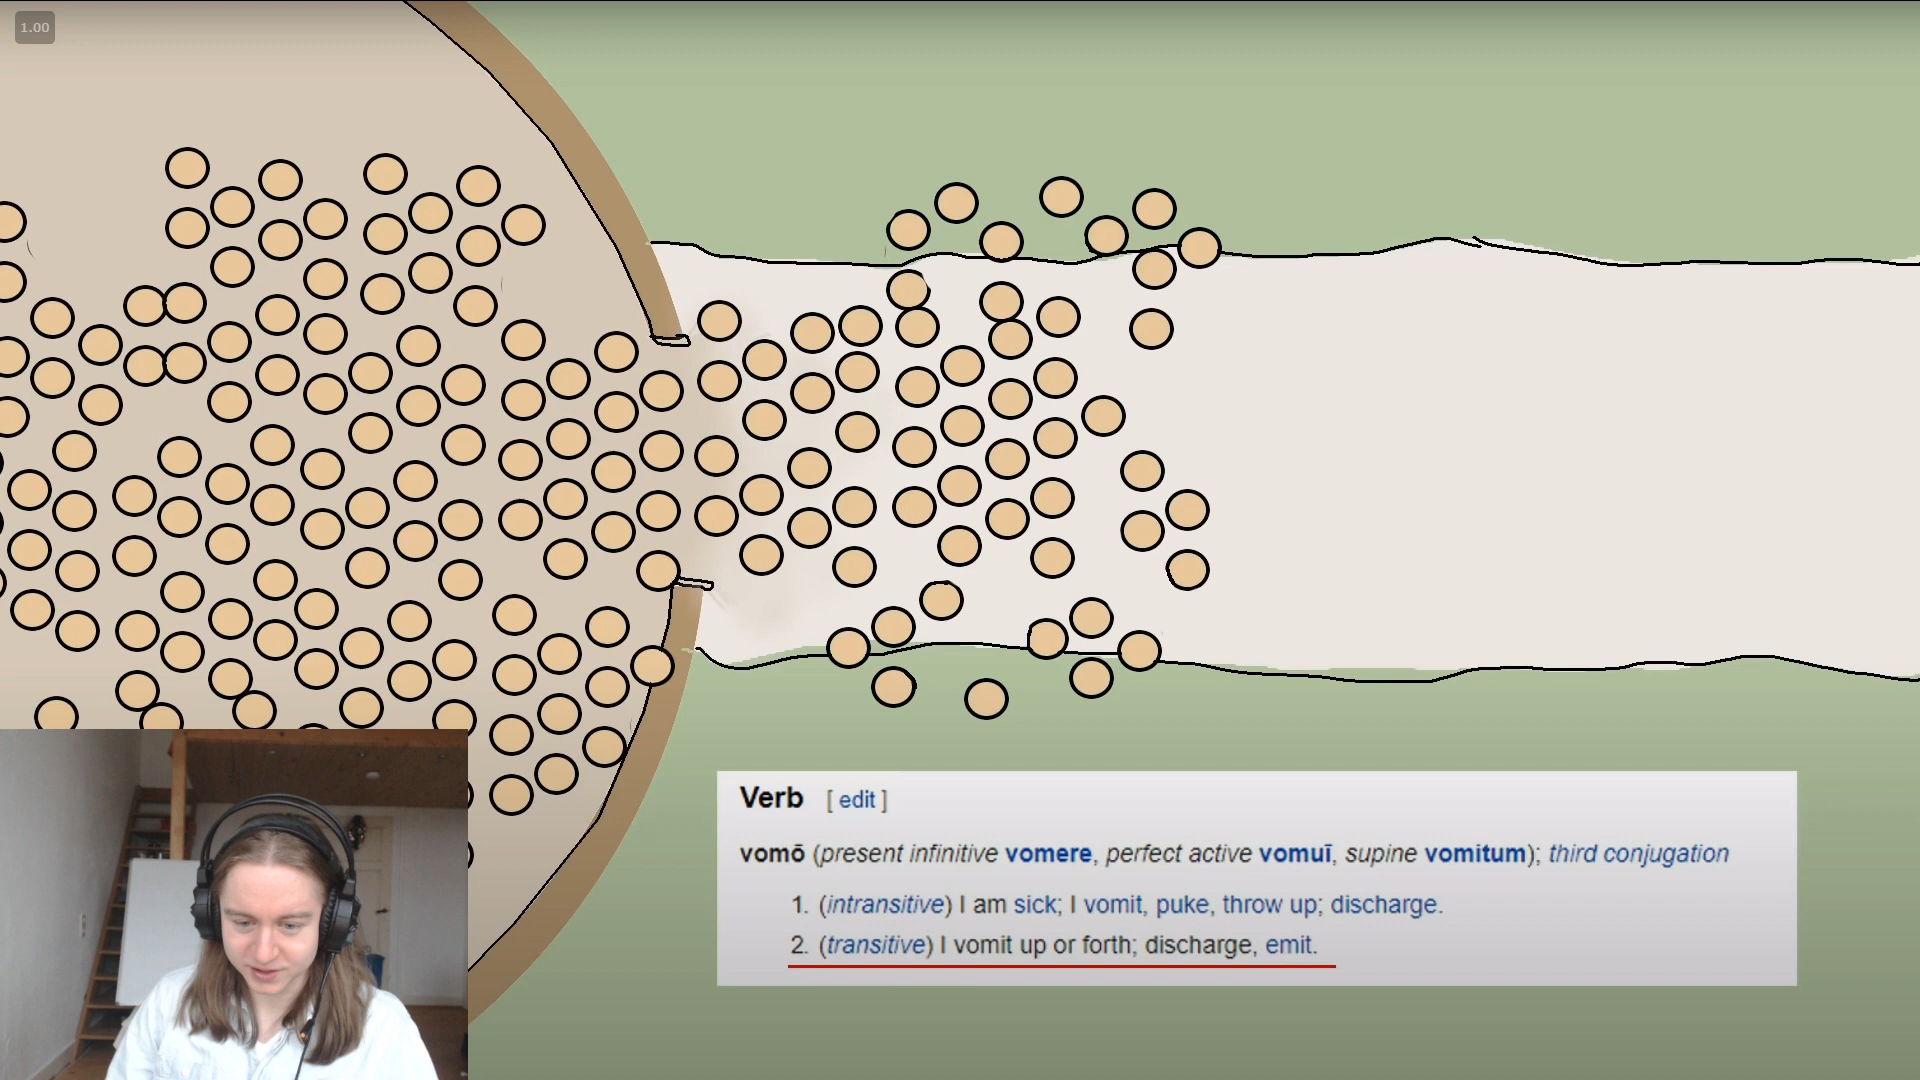 1.00
Verb [ edit ]
vomō (present infinitive vomere, perfect active vomuī, supine vomitum); third conjugation
1. (intransitive) I am sick; I vomit, puke, throw up; discharge.
2. (transitive) I vomit up or forth; discharge, emit.